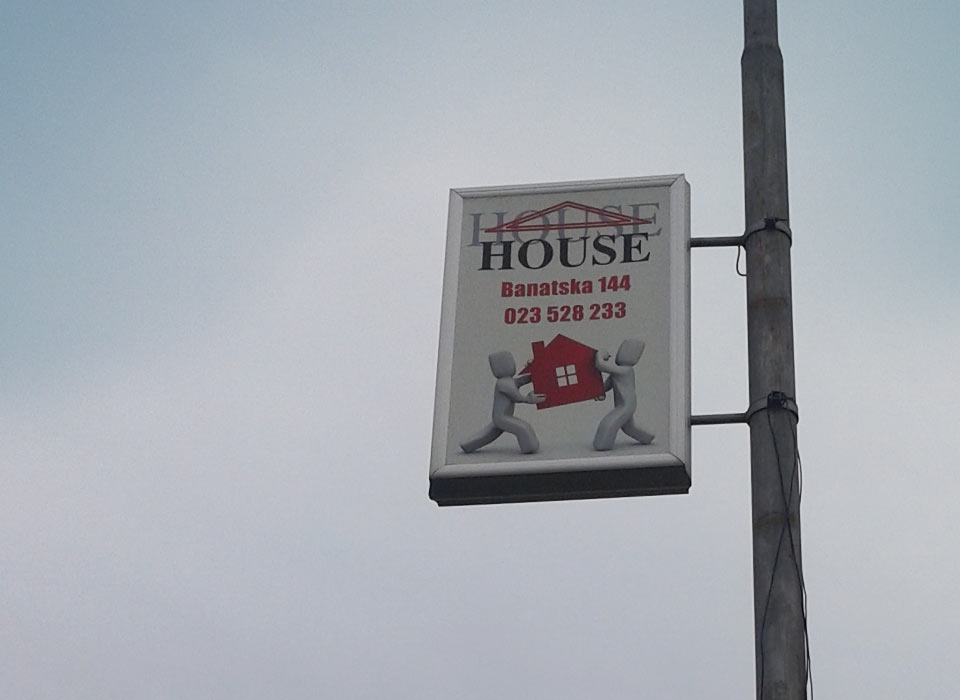 HOUSE
HOUSE
Banatska 144
023 528 233